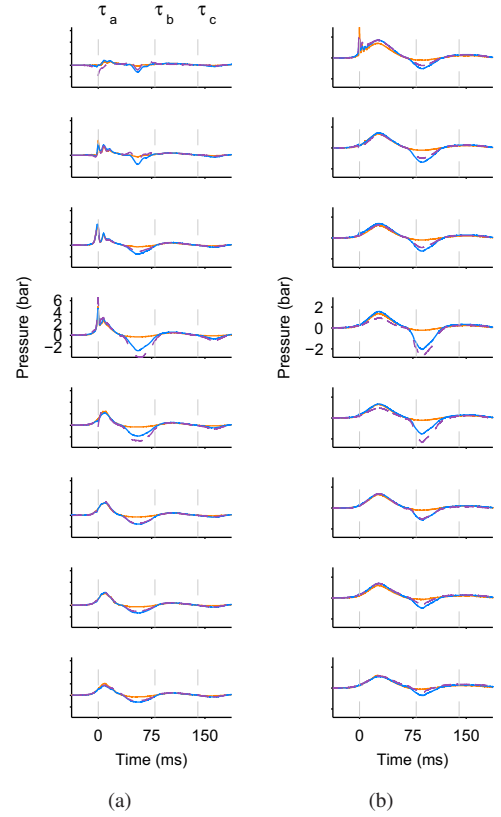 τa τb τc
Pressure (bar)
6
4
2
0
−2
Pressure (bar)
2
0
−2
0 75 150
Time (ms)
0 75 150
Time (ms)
(a) (b)